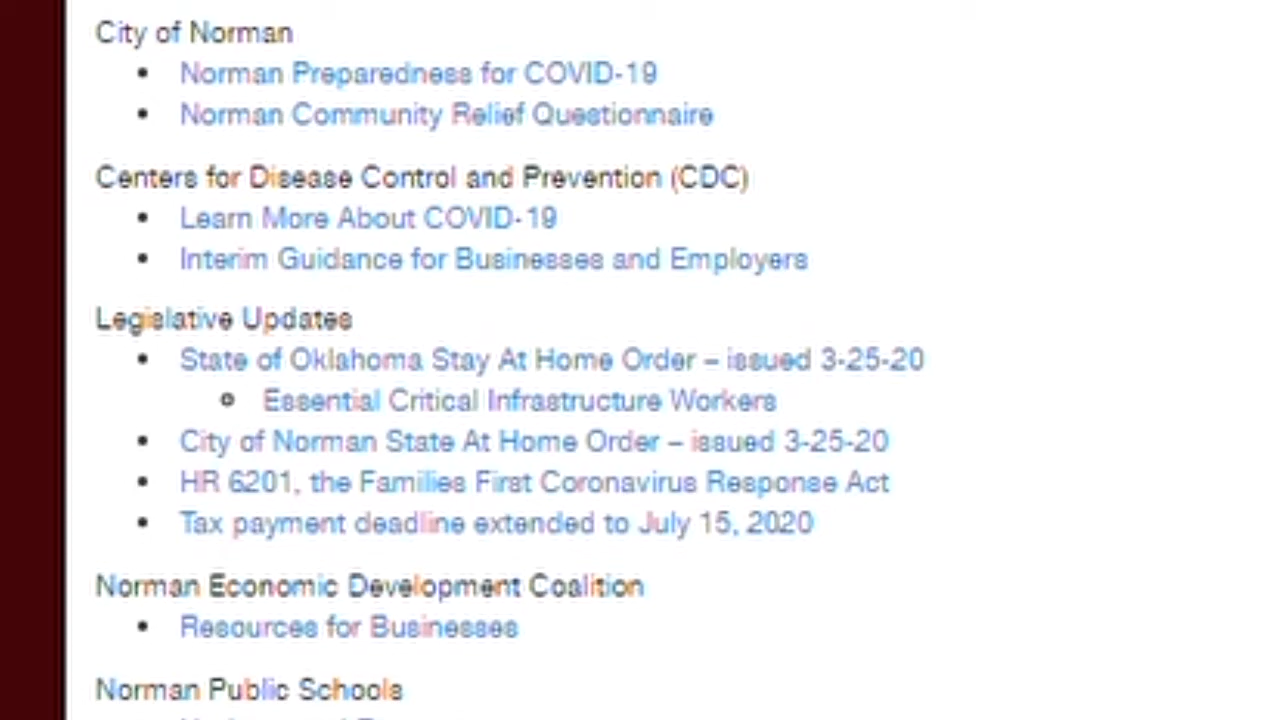 City of Norman
• Norman Preparedness for COVID-19
• Norman Community Relief Questionnaire
Centers for Disease Control and Prevention (CDC)
• Learn More About COVID-19
• Interim Guidance for Businesses and Employers
Legislative Updates
• State of Oklahoma Stay At Home Order – issued 3-25-20
o Essential Critical Infrastructure Workers
• City of Norman State At Home Order – issued 3-25-20
• HR 6201, the Families First Coronavirus Response Act
• Tax payment deadline extended to July 15, 2020
Norman Economic Development Coalition
• Resources for Businesses
Norman Public Schools